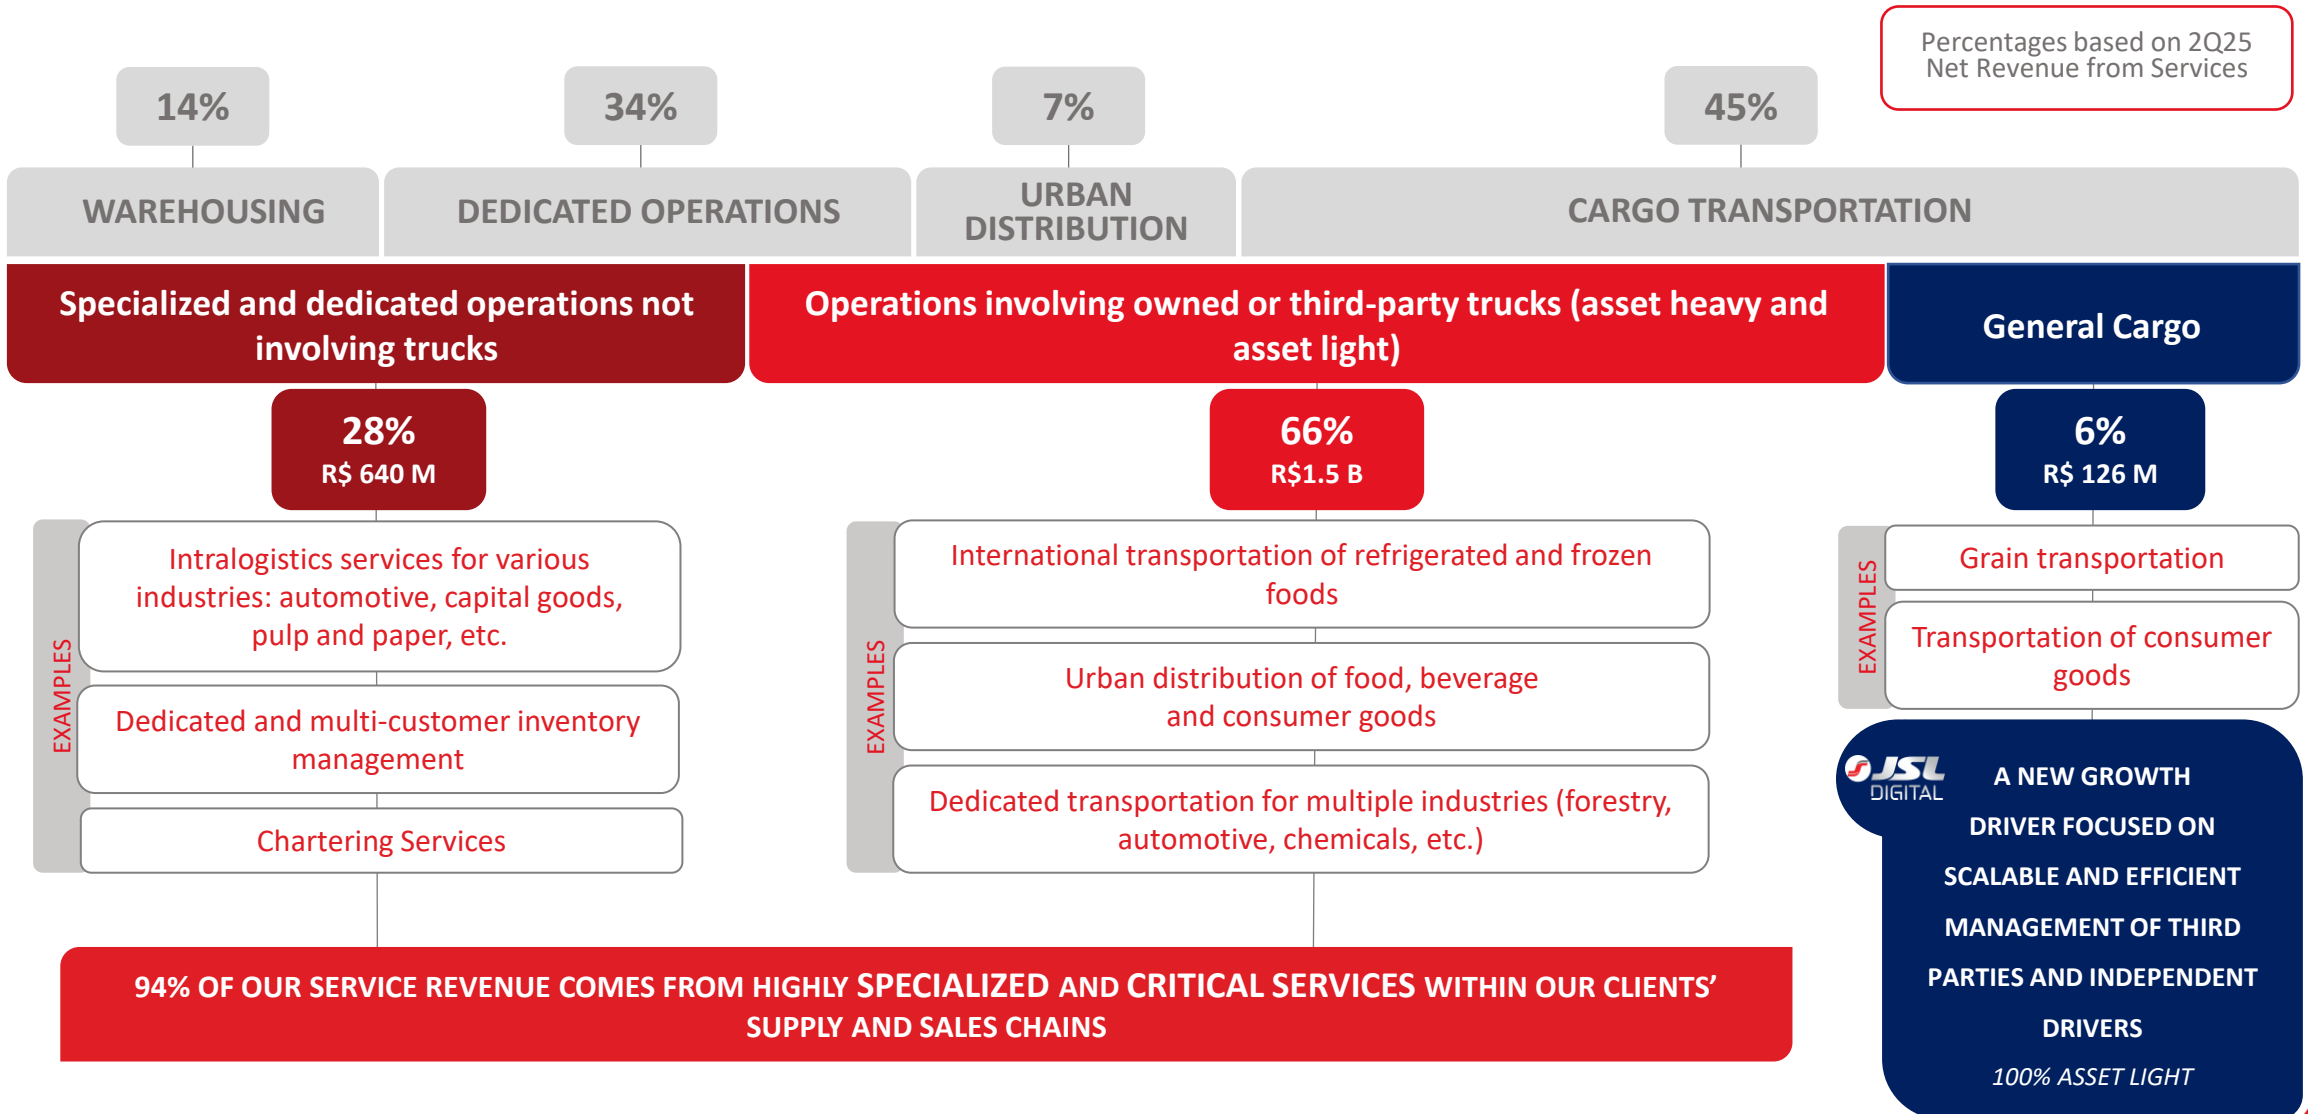 Percentages based on 2Q25
Net Revenue from Services
14%
34%
7%
45%
WAREHOUSING
DEDICATED OPERATIONS
URBAN
DISTRIBUTION
CARGO TRANSPORTATION
Specialized and dedicated operations not
involving trucks
Operations involving owned or third-party trucks (asset heavy and
asset light)
General Cargo
28%
R$ 640 M
66%
R$1.5 B
6%
R$ 126 M
EXAMPLES
Intralogistics services for various
industries: automotive, capital goods,
pulp and paper, etc.
Dedicated and multi-customer inventory
management
Chartering Services
EXAMPLES
International transportation of refrigerated and frozen
foods
Urban distribution of food, beverage
and consumer goods
Dedicated transportation for multiple industries (forestry,
automotive, chemicals, etc.)
EXAMPLES
Grain transportation
Transportation of consumer
goods
JSL
DIGITAL
A NEW GROWTH
DRIVER FOCUSED ON
SCALABLE AND EFFICIENT
MANAGEMENT OF THIRD
PARTIES AND INDEPENDENT
DRIVERS
100% ASSET LIGHT
94% OF OUR SERVICE REVENUE COMES FROM HIGHLY SPECIALIZED AND CRITICAL SERVICES WITHIN OUR CLIENTS’
SUPPLY AND SALES CHAINS